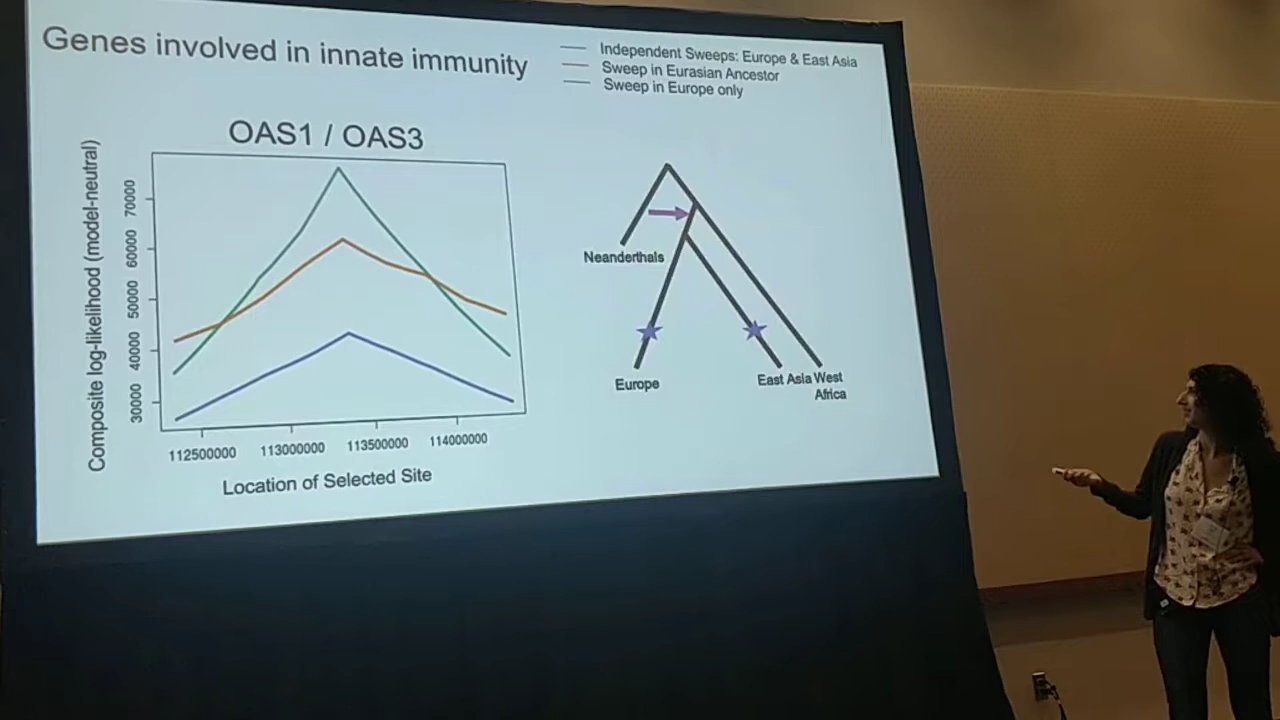 Genes involved in innate immunity
Independent Sweeps: Europe & East Asia
Sweep in Eurasian Ancestor
Sweep in Europe only
OAS1 / OAS3
Composite log-likelihood (model-neutral)
70000
60000
50000
40000
30000
112500000
113000000
113500000
114000000
Location of Selected Site
Neanderthals
Europe
East Asia
West
Africa